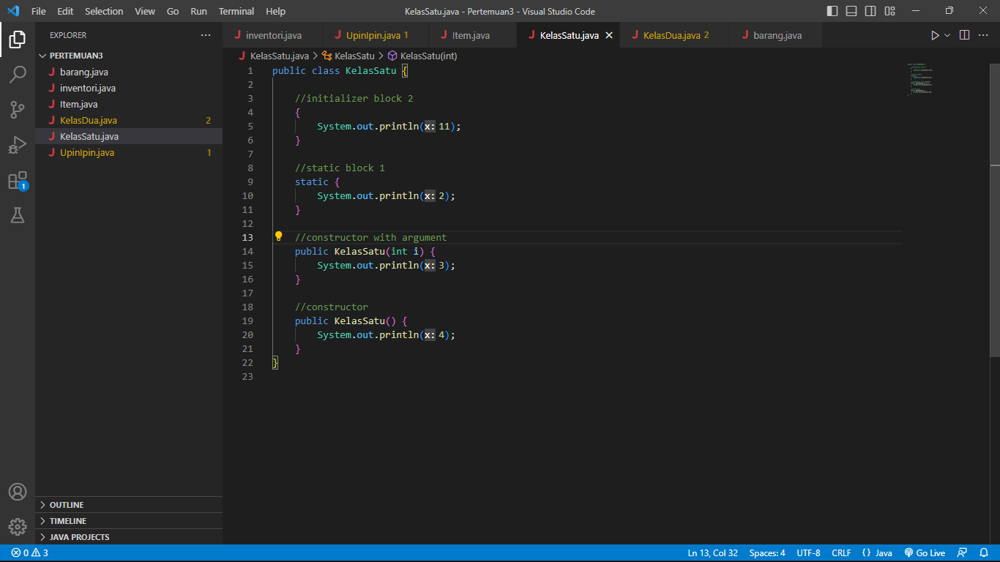 File Edit Selection View Go Run Terminal Help KelasSatu.java - Pertemuan3 - Visual Studio Code
EXPLORER
inventori.java UpinIpin.java 1 Item.java KelasSatu.java KelasDua.java 2 barang.java
PERTEMUAN3
barang.java
inventori.java
Item.java
KelasDua.java 2
KelasSatu.java
UpinIpin.java 1
OUTLINE
TIMELINE
JAVA PROJECTS
1
KelasSatu.java > KelasSatu > KelasSatu(int)
1 public class KelasSatu {
2
3 //initializer block 2
4 {
5 System.out.println(x: 11);
6 }
7
8 //static block 1
9 static {
10 System.out.println(x: 2);
11 }
12
13 //constructor with argument
14 public KelasSatu(int i) {
15 System.out.println(x: 3);
16 }
17
18 //constructor
19 public KelasSatu() {
20 System.out.println(x: 4);
21 }
22 }
23
0 3 Ln 13, Col 32 Spaces: 4 UTF-8 CRLF {} Java Go Live